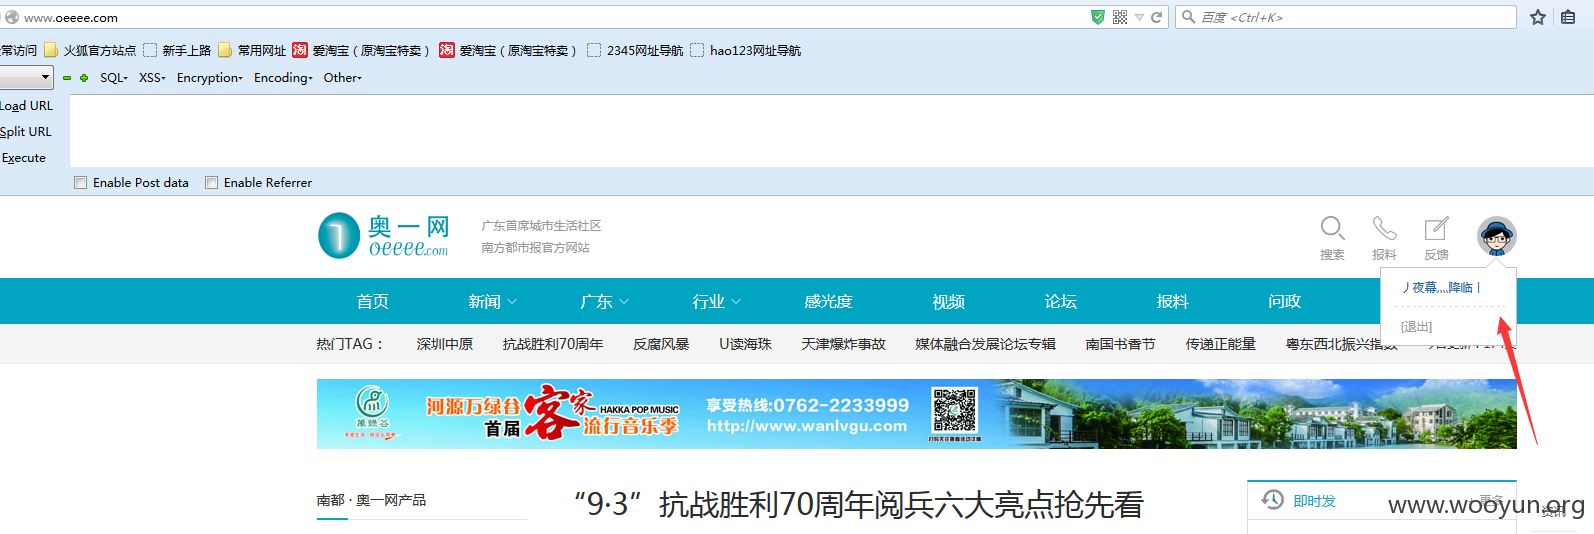 www.oeeee.com
百度 <Ctrl+K>
常访问 火狐官方站点 新手上路 常用网址 爱淘宝（原淘宝特卖） 爱淘宝（原淘宝特卖） 2345网址导航 hao123网址导航
SQL XSS Encryption Encoding Other
Load URL
Split URL
Execute
Enable Post data Enable Referrer
奥一网
oeeee.com
广东首席城市生活社区
南方都市报官方网站
搜索 报料 反馈
丿夜幕灬降临丨
[退出]
首页 新闻 广东 行业 感光度 视频 论坛 报料 问政
热门TAG： 深圳中原 抗战胜利70周年 反腐风暴 U读海珠 天津爆炸事故 媒体融合发展论坛专辑 南国书香节 传递正能量 粤东西北振兴指数
万绿谷
河源万绿谷
首届
客家
HAKKA POP MUSIC
流行音乐季
享受热线:0762-2233999
http://www.wanlvgu.com
南都·奥一网产品
“9·3”抗战胜利70周年阅兵六大亮点抢先看
即时发 更多
资讯
www.wooyun.org